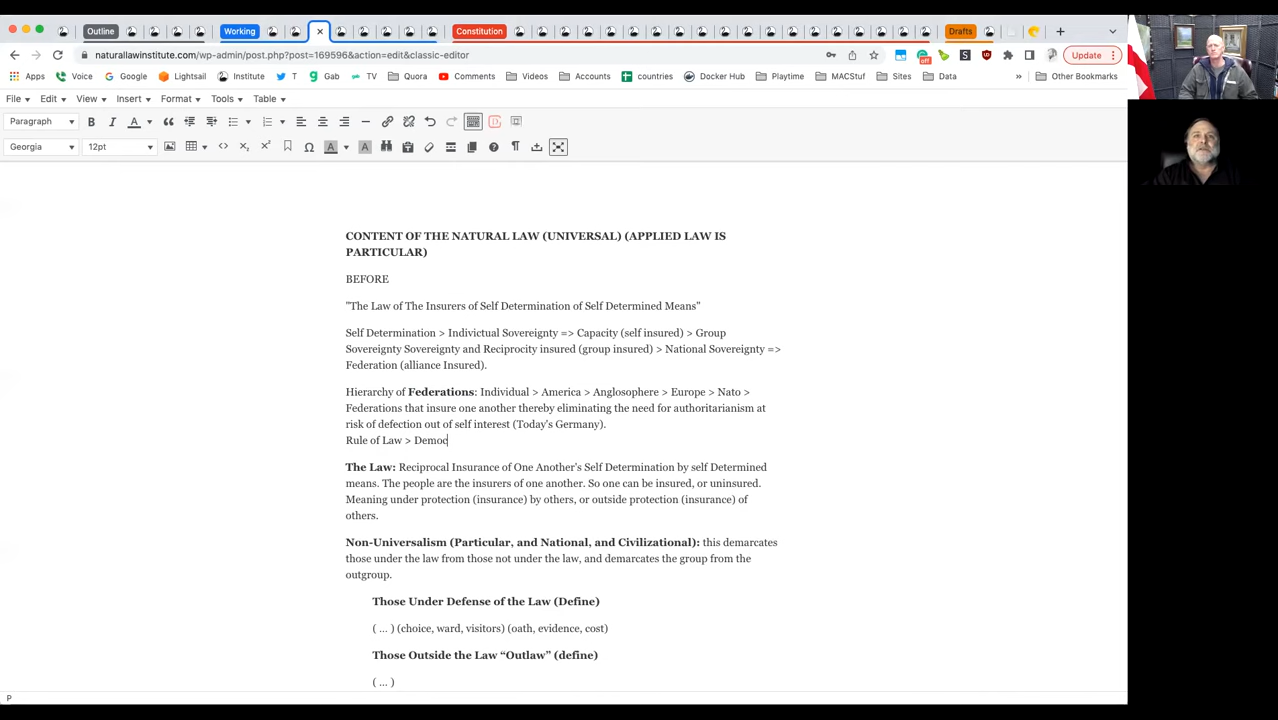 Outline
Working
Constitution
Drafts
naturallawinstitute.com/wp-admin/post.php?post=169596&action=edit&classic-editor
off
Update
Apps Voice Google Lightsail Institute T Gab TV Quora Comments Videos Accounts countries Docker Hub Playtime MACStuf Sites Data » Other Bookmarks
File Edit View Insert Format Tools Table
Paragraph B I A
Georgia 12pt
CONTENT OF THE NATURAL LAW (UNIVERSAL) (APPLIED LAW IS
PARTICULAR)
BEFORE
"The Law of The Insurers of Self Determination of Self Determined Means"
Self Determination > Indivictual Sovereignty => Capacity (self insured) > Group
Sovereignty Sovereignty and Reciprocity insured (group insured) > National Sovereignty =>
Federation (alliance Insured).
Hierarchy of Federations: Individual > America > Anglosphere > Europe > Nato >
Federations that insure one another thereby eliminating the need for authoritarianism at
risk of defection out of self interest (Today's Germany).
Rule of Law > Democ
The Law: Reciprocal Insurance of One Another's Self Determination by self Determined
means. The people are the insurers of one another. So one can be insured, or uninsured.
Meaning under protection (insurance) by others, or outside protection (insurance) of
others.
Non-Universalism (Particular, and National, and Civilizational): this demarcates
those under the law from those not under the law, and demarcates the group from the
outgroup.
Those Under Defense of the Law (Define)
( ... ) (choice, ward, visitors) (oath, evidence, cost)
Those Outside the Law “Outlaw” (define)
( ... )
P